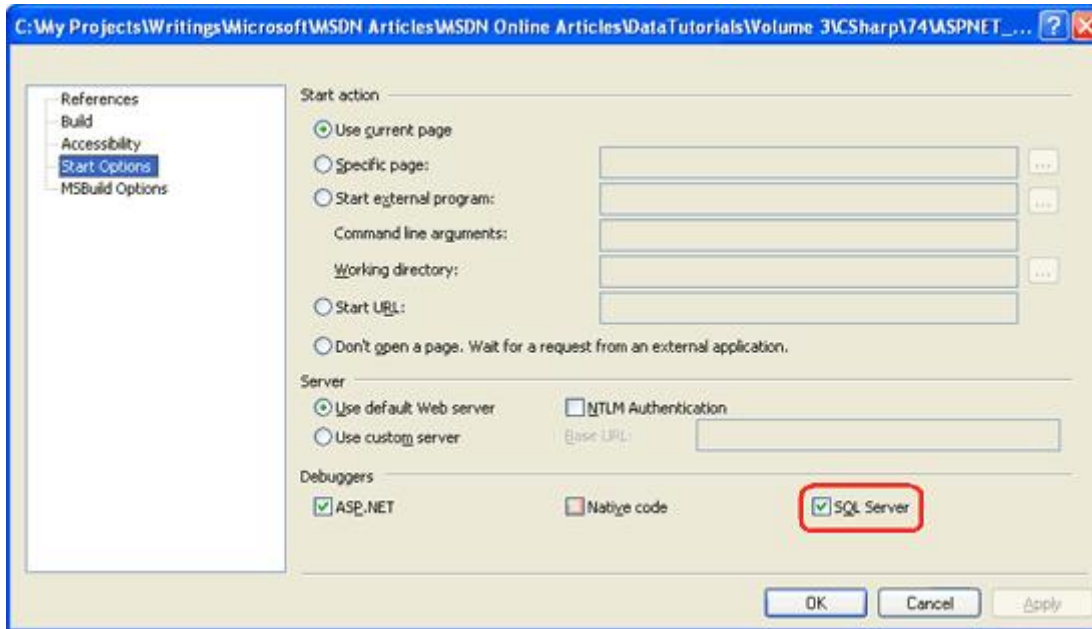 C:\My Projects\Writings\Microsoft\MSDN Articles\MSDN Online Articles\DataTutorials\Volume 3\CSharp\74\ASPNET_...
References
Build
Accessibility
Start Options
MSBuild Options
Start action
Use current page
Specific page:
...
Start external program:
...
Command line arguments:
Working directory:
...
Start URL:
Don't open a page. Wait for a request from an external application.
Server
Use default Web server
NTLM Authentication
Use custom server
Base URL:
Debuggers
ASP.NET
Native code
SQL Server
OK
Cancel
Apply